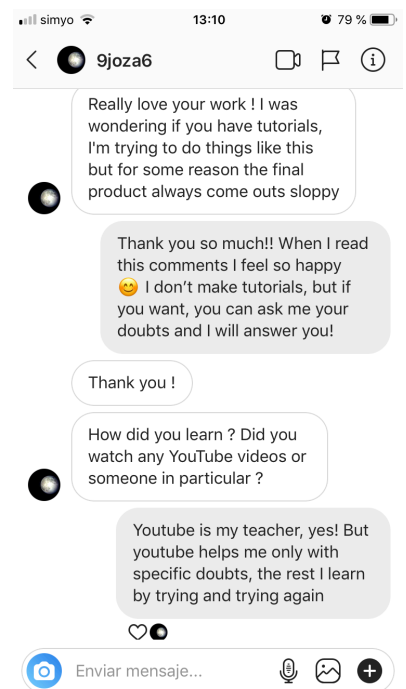 simyo 13:10 79 %
9joza6
Really love your work ! I was
wondering if you have tutorials,
I'm trying to do things like this
but for some reason the final
product always come outs sloppy
Thank you so much!! When I read
this comments I feel so happy
😊 I don't make tutorials, but if
you want, you can ask me your
doubts and I will answer you!
Thank you !
How did you learn ? Did you
watch any YouTube videos or
someone in particular ?
Youtube is my teacher, yes! But
youtube helps me only with
specific doubts, the rest I learn
by trying and trying again
Enviar mensaje...